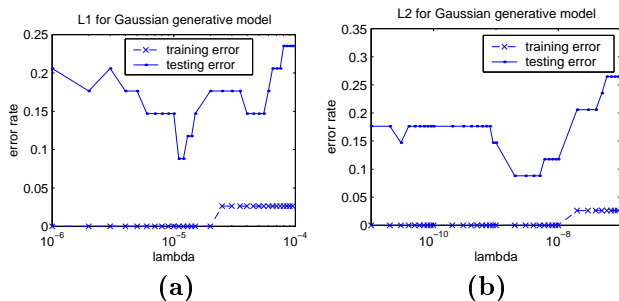 L1 for Gaussian generative model
training error
testing error
0.25
0.2
0.15
0.1
0.05
0
error rate
10^-6
10^-5
10^-4
lambda
(a)
L2 for Gaussian generative model
training error
testing error
0.35
0.3
0.25
0.2
0.15
0.1
0.05
0
error rate
10^-10
10^-8
lambda
(b)